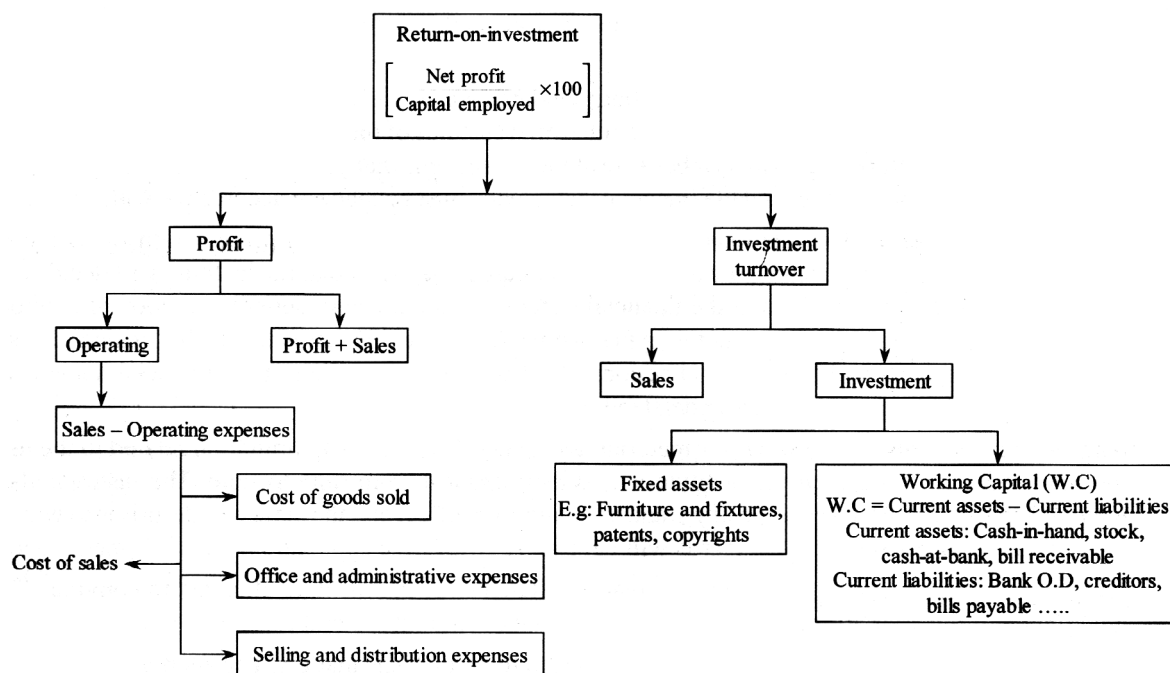 Return-on-investment
[Net profit / Capital employed ×100]
Profit
Investment
turnover
Operating
Profit + Sales
Sales
Investment
Sales – Operating expenses
Cost of goods sold
Cost of sales
Office and administrative expenses
Selling and distribution expenses
Fixed assets
E.g: Furniture and fixtures,
patents, copyrights
Working Capital (W.C)
W.C = Current assets – Current liabilities
Current assets: Cash-in-hand, stock,
cash-at-bank, bill receivable
Current liabilities: Bank O.D, creditors,
bills payable .....